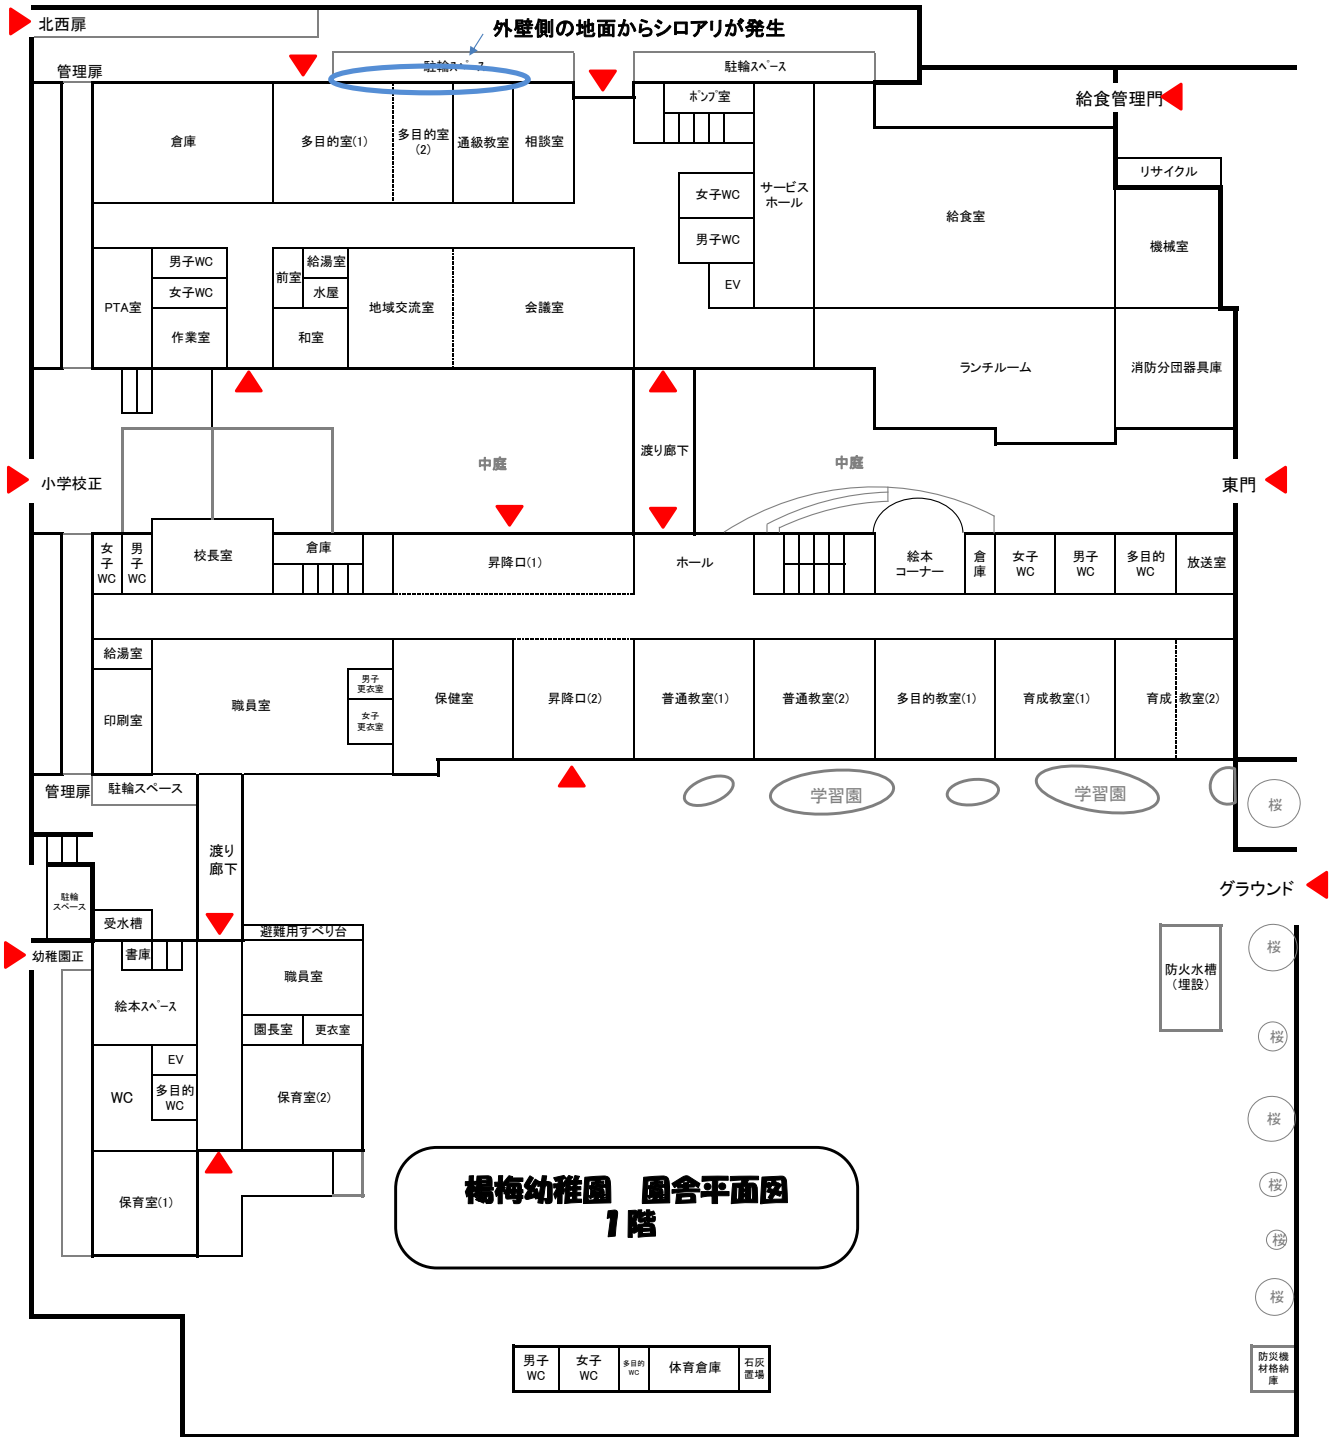 北西扉
外壁側の地面からシロアリが発生
管理扉
駐輪スペース
駐輪スペース
給食管理門
ポンプ室
倉庫
多目的室(1)
多目的室
(2)
通級教室
相談室
サービス
ホール
女子WC
男子WC
EV
給食室
リサイクル
機械室
PTA室
男子WC
女子WC
作業室
前室
給湯室
水屋
和室
地域交流室
会議室
ランチルーム
消防分団器具庫
小学校正
中庭
渡り廊下
中庭
東門
女
子
WC
男
子
WC
校長室
倉庫
昇降口(1)
ホール
絵本
コーナー
倉
庫
女子
WC
男子
WC
多目的
WC
放送室
給湯室
印刷室
職員室
男子
更衣室
女子
更衣室
保健室
昇降口(2)
普通教室(1)
普通教室(2)
多目的教室(1)
育成教室(1)
育成 教室(2)
管理扉
駐輪スペース
学習園
学習園
桜
渡り
廊下
グラウンド
駐輪
スペース
受水槽
避難用すべり台
幼稚園正
書庫
職員室
絵本スペース
園長室
更衣室
EV
WC
多目的
WC
保育室(2)
保育室(1)
防火水槽
(埋設)
桜
桜
桜
桜
桜
桜
楊梅幼稚園 園舎平面図
1階
男子
WC
女子
WC
多目的
WC
体育倉庫
石灰
置場
防災機
材格納
庫